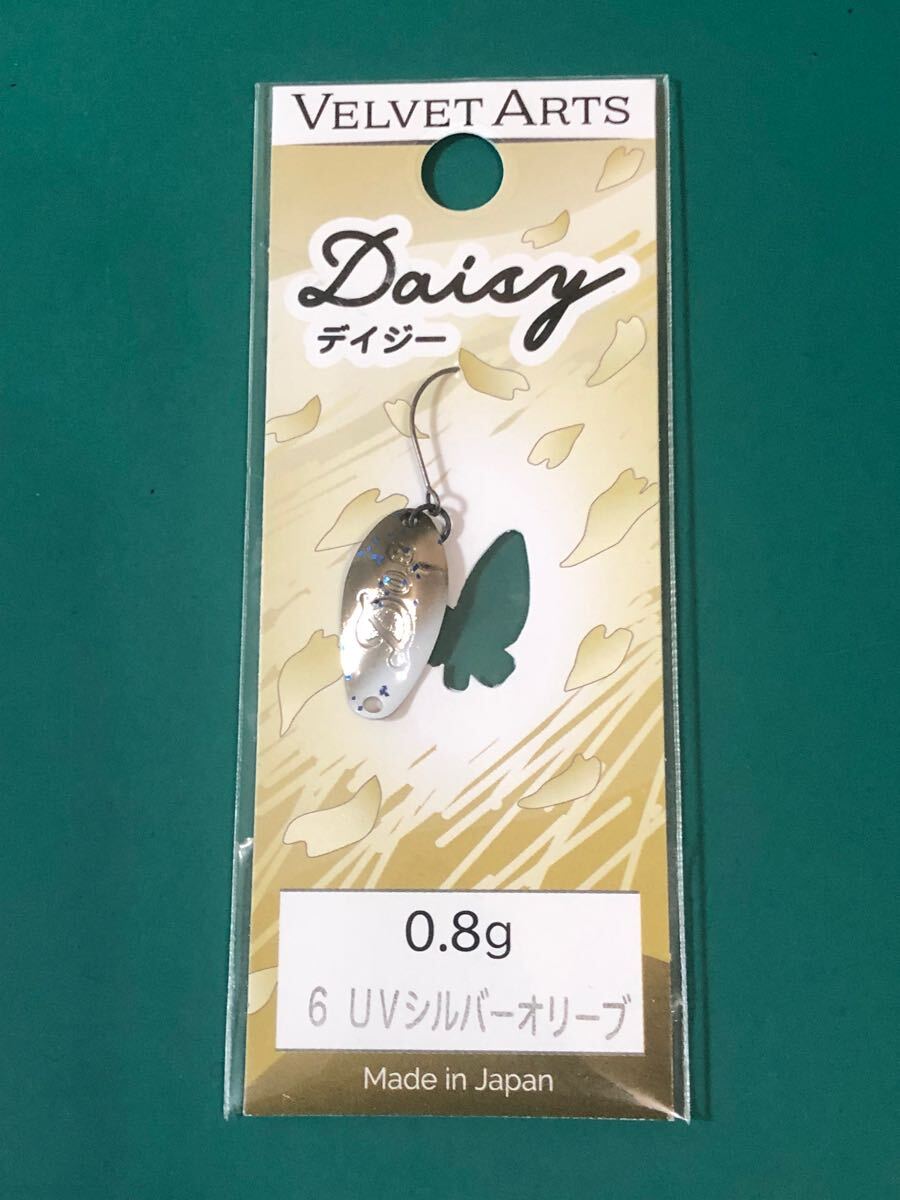 VELVET ARTS
Daisy
デイジー
0.8g
6 UVシルバーオリーブ
Made in Japan